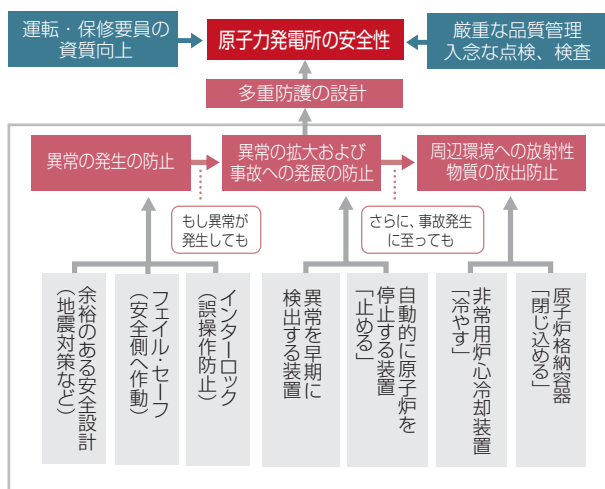 運転・保修要員の
資質向上
原子力発電所の安全性
厳重な品質管理
入念な点検、検査
多重防護の設計
異常の発生の防止
異常の拡大および
事故への発展の防止
周辺環境への放射性
物質の放出防止
もし異常が
発生しても
さらに、事故発生
に至っても
余裕のある安全設計
（地震対策など）
フェイル・セーフ
（安全側へ作動）
インターロック
（誤操作防止）
異常を早期に
検出する装置
自動的に原子炉を
停止する装置
「止める」
非常用炉心冷却装置
「冷やす」
原子炉格納容器
「閉じ込める」